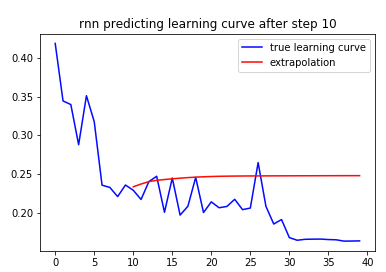 rnn predicting learning curve after step 10
true learning curve
extrapolation
0.40
0.35
0.30
0.25
0.20
0 5 10 15 20 25 30 35 40